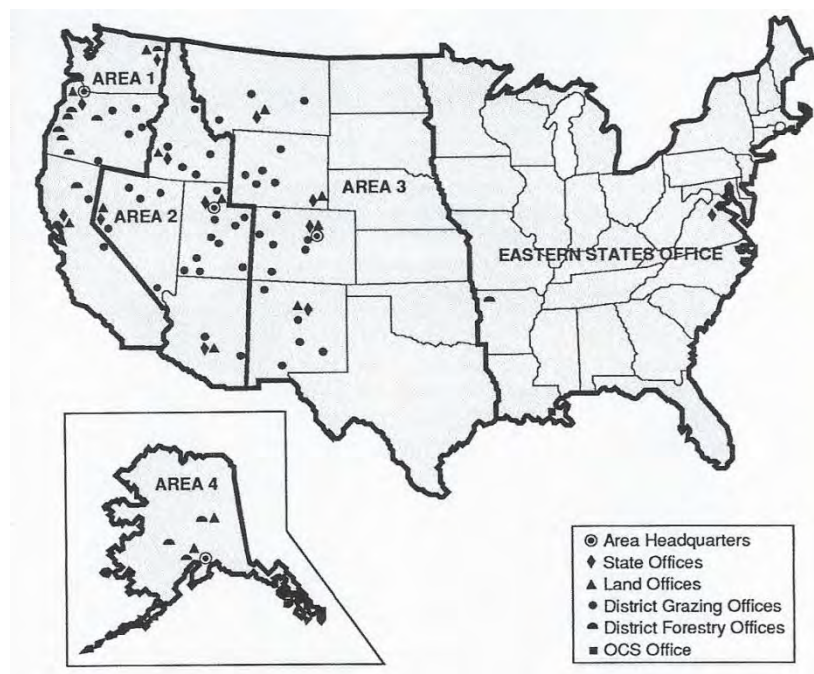 AREA 1
AREA 2
AREA 3
EASTERN STATES OFFICE
AREA 4
Area Headquarters
State Offices
Land Offices
District Grazing Offices
District Forestry Offices
OCS Office